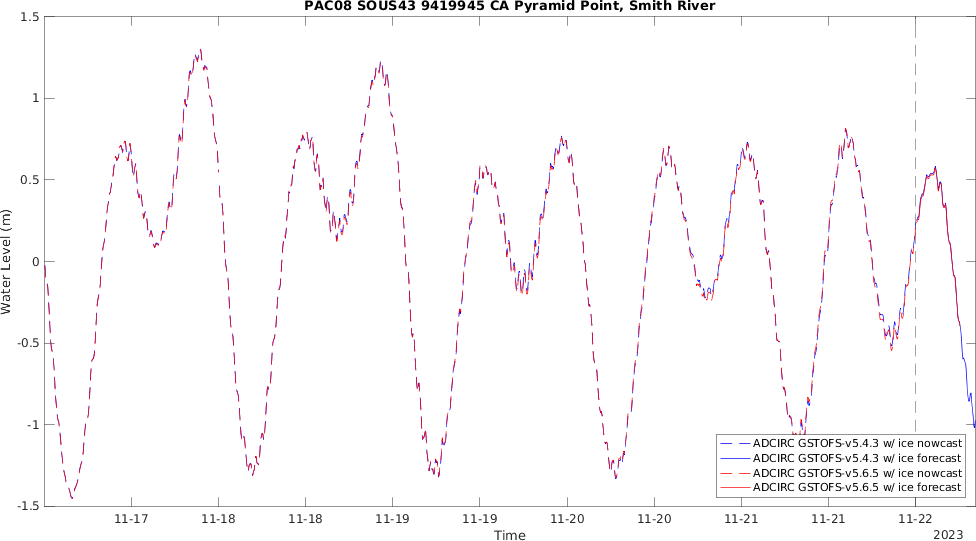 PAC08 SOUS43 9419945 CA Pyramid Point, Smith River
1.5
1
0.5
0
-0.5
-1
-1.5
Water Level (m)
ADCIRC GSTOFS-v5.4.3 w/ ice nowcast
ADCIRC GSTOFS-v5.4.3 w/ ice forecast
ADCIRC GSTOFS-v5.6.5 w/ ice nowcast
ADCIRC GSTOFS-v5.6.5 w/ ice forecast
11-17 11-18 11-18 11-19 11-19 11-20 11-20 11-21 11-21 11-22
Time
2023